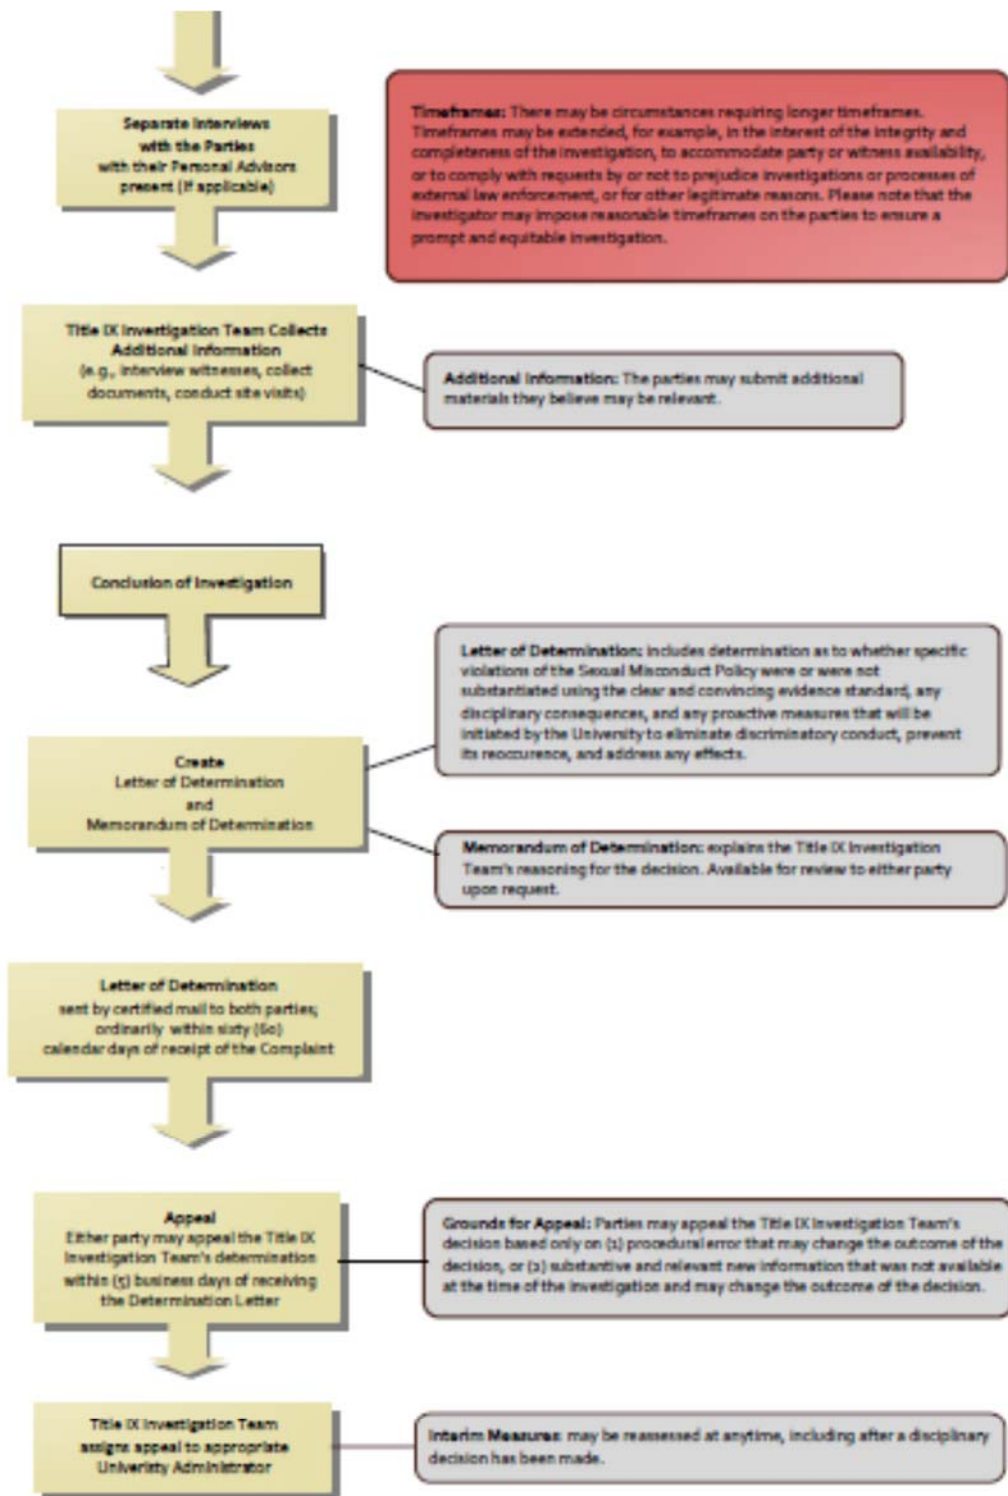 Separate Interviews
with the Parties
with their Personal Advisors
present (if applicable)
Timeframes: There may be circumstances requiring longer timeframes.
Timeframes may be extended, for example, in the interest of the integrity and
completeness of the investigation, to accommodate party or witness availability,
or to comply with requests by or not to prejudice investigations or processes of
external law enforcement, or for other legitimate reasons. Please note that the
investigator may impose reasonable timeframes on the parties to ensure a
prompt and equitable investigation.
Title IX Investigation Team Collects
Additional Information
(e.g., interview witnesses, collect
documents, conduct site visits)
Additional Information: The parties may submit additional
materials they believe may be relevant.
Conclusion of Investigation
Letter of Determination: includes determination as to whether specific
violations of the Sexual Misconduct Policy were or were not
substantiated using the clear and convincing evidence standard, any
disciplinary consequences, and any proactive measures that will be
initiated by the University to eliminate discriminatory conduct, prevent
its reoccurence, and address any effects.
Create
Letter of Determination
and
Memorandum of Determination
Memorandum of Determination: explains the Title IX Investigation
Team's reasoning for the decision. Available for review to either party
upon request.
Letter of Determination
sent by certified mail to both parties;
ordinarily within sixty (60)
calendar days of receipt of the Complaint
Appeal
Either party may appeal the Title IX
Investigation Team's determination
within (5) business days of receiving
the Determination Letter
Grounds for Appeal: Parties may appeal the Title IX Investigation Team's
decision based only on (1) procedural error that may change the outcome of the
decision, or (2) substantive and relevant new information that was not available
at the time of the investigation and may change the outcome of the decision.
Title IX Investigation Team
assigns appeal to appropriate
Univeristy Administrator
Interim Measures: may be reassessed at anytime, including after a disciplinary
decision has been made.